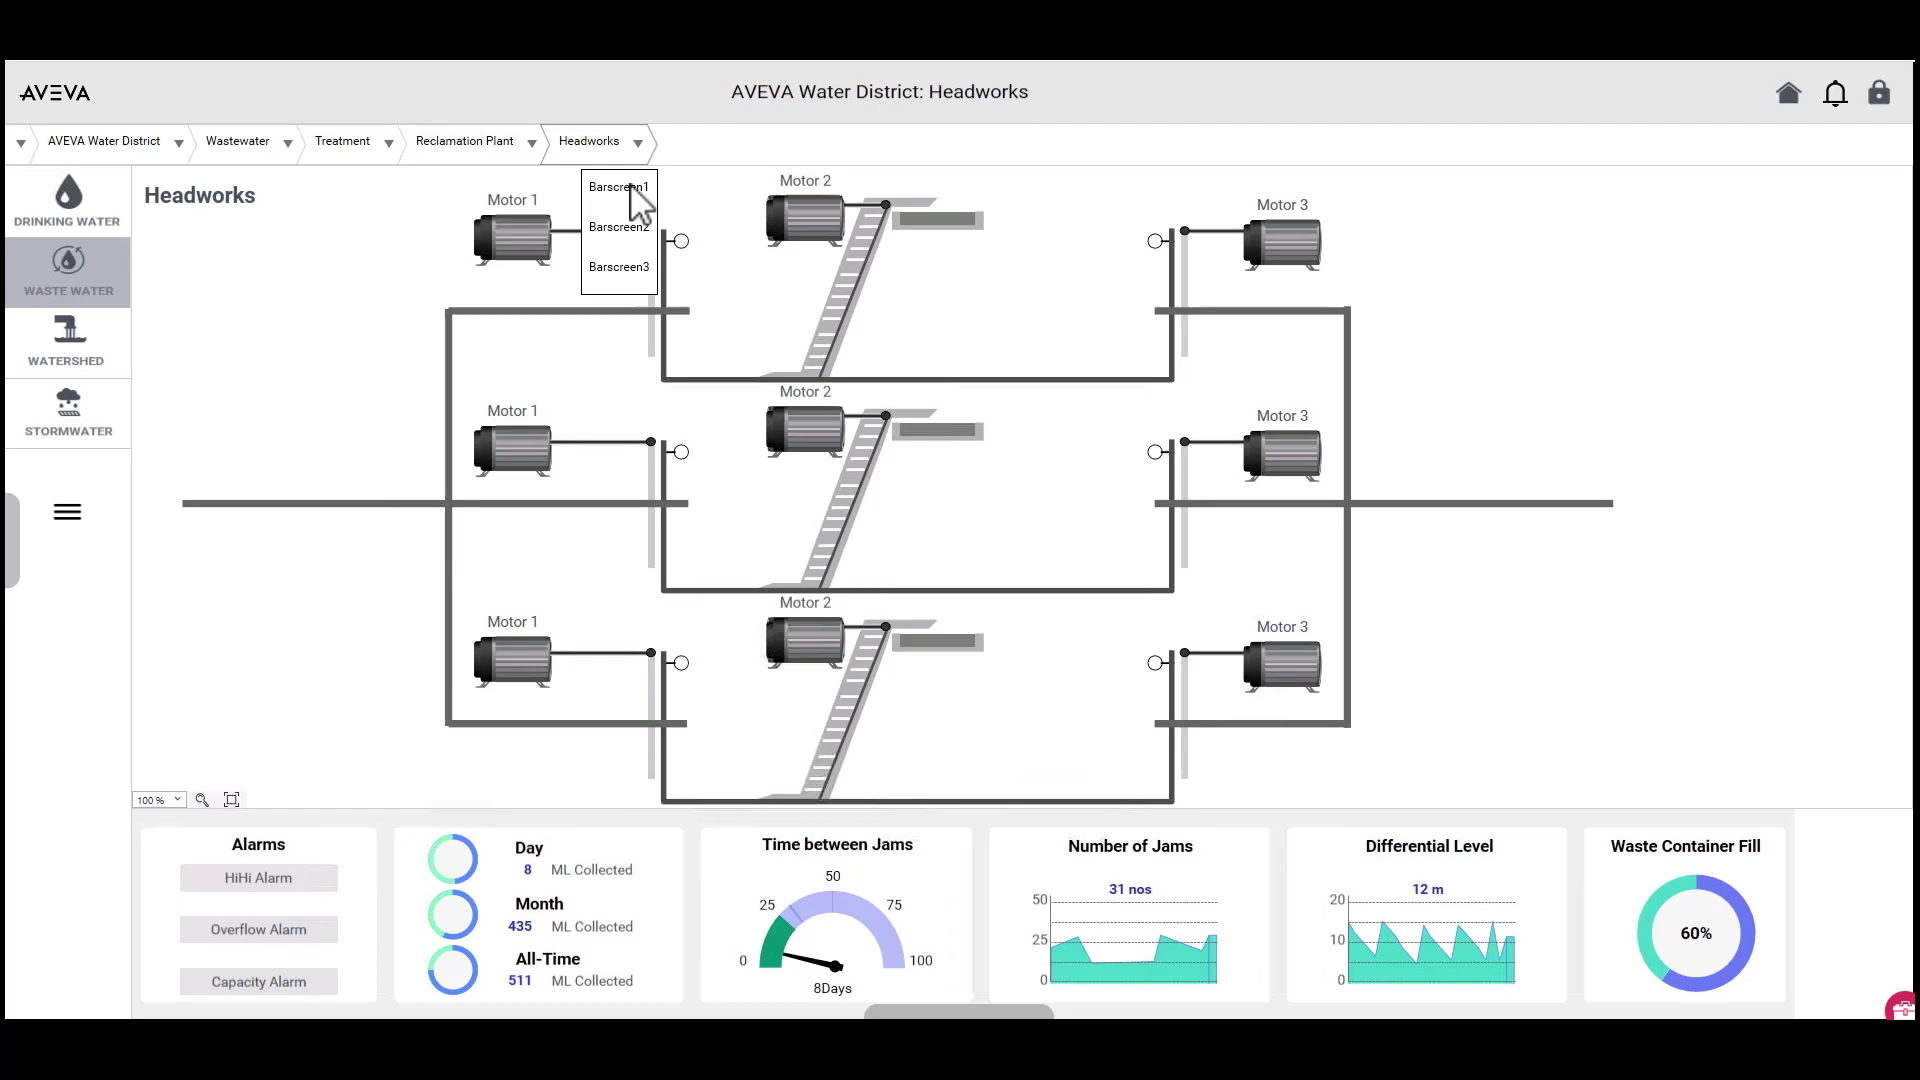 AVEVA
AVEVA Water District: Headworks
AVEVA Water District
Wastewater
Treatment
Reclamation Plant
Headworks
Barscreen1
Barscreen2
Barscreen3
DRINKING WATER
WASTE WATER
WATERSHED
STORMWATER
Headworks
Motor 1
Motor 2
Motor 3
Motor 1
Motor 2
Motor 3
Motor 1
Motor 2
Motor 3
100 %
Alarms
HiHi Alarm
Overflow Alarm
Capacity Alarm
Day
8 ML Collected
Month
435 ML Collected
All-Time
511 ML Collected
Time between Jams
0
25
50
75
100
8Days
Number of Jams
31 nos
50
25
0
Differential Level
12 m
20
10
0
Waste Container Fill
60%